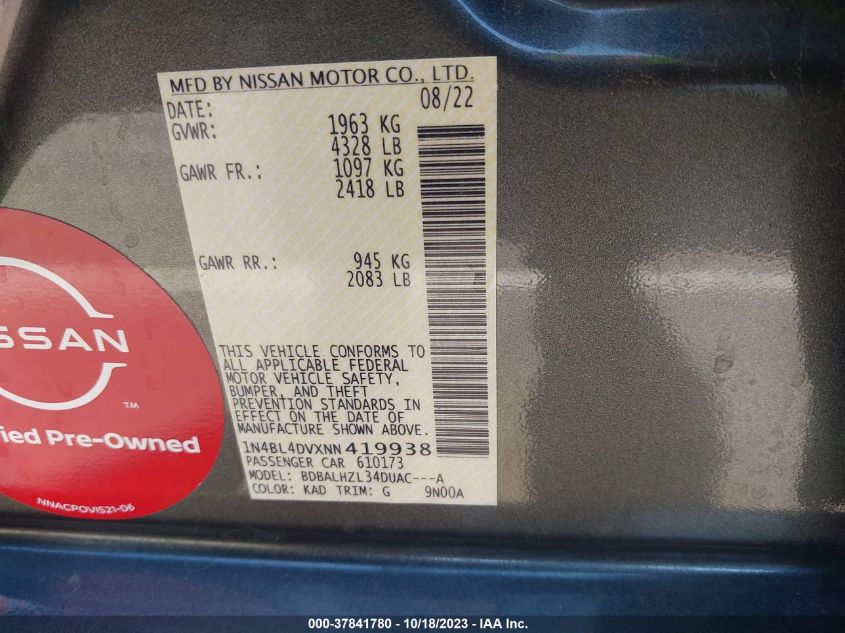 MFD BY NISSAN MOTOR CO., LTD.
DATE: 08/22
GVWR: 1963 KG
4328 LB
GAWR FR.: 1097 KG
2418 LB
GAWR RR.: 945 KG
2083 LB
THIS VEHICLE CONFORMS TO
ALL APPLICABLE FEDERAL
MOTOR VEHICLE SAFETY,
BUMPER, AND THEFT
PREVENTION STANDARDS IN
EFFECT ON THE DATE OF
MANUFACTURE SHOWN ABOVE.
1N4BL4DVXNN419938
PASSENGER CAR 610173
MODEL: BDBALHZL34DUAC---A
COLOR: KAD TRIM: G 9N00A
ISSAN
TM
fied Pre-Owned
NNACPOVIS21-06
000-37841780 - 10/18/2023 - IAA Inc.